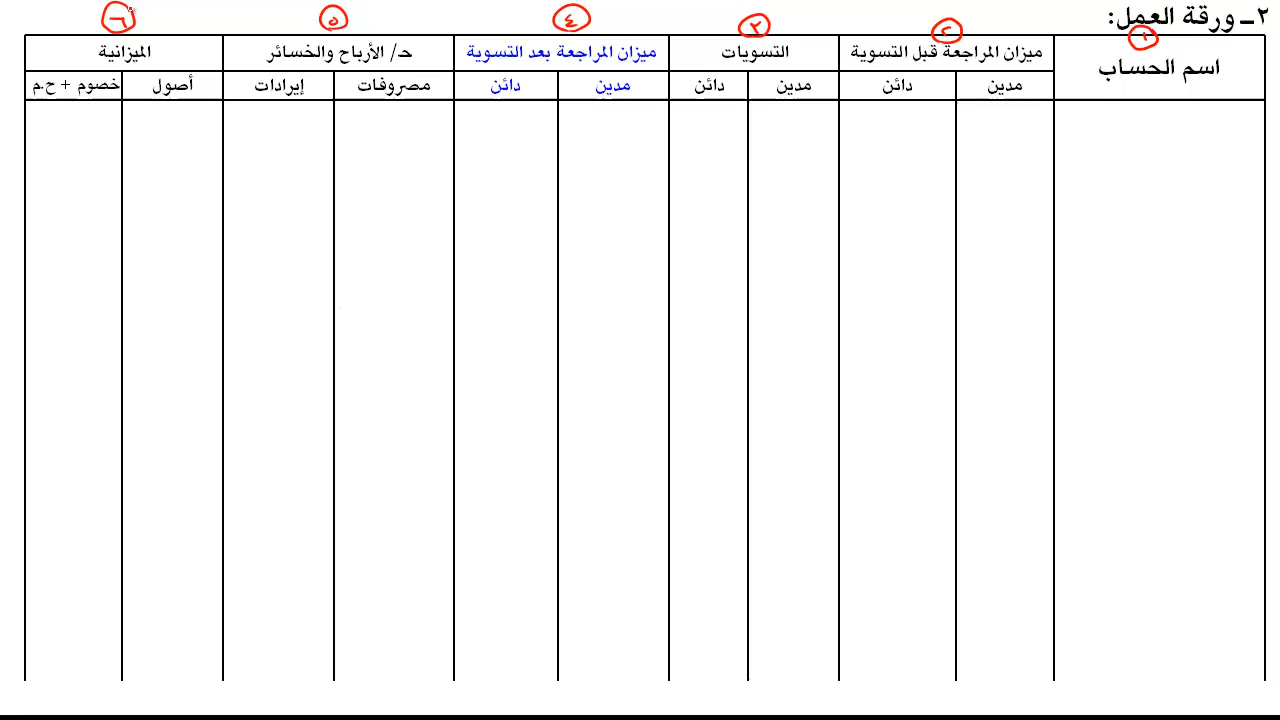 ٢ـ ورقة العمل:
١ ٢ ٣ ٤ ٥ ٦
اسم الحساب ميزان المراجعة قبل التسوية التسويات ميزان المراجعة بعد التسوية حـ/ الأرباح والخسائر الميزانية
مدين دائن مدين دائن مدين دائن مصروفات إيرادات أصول خصوم + ح.م